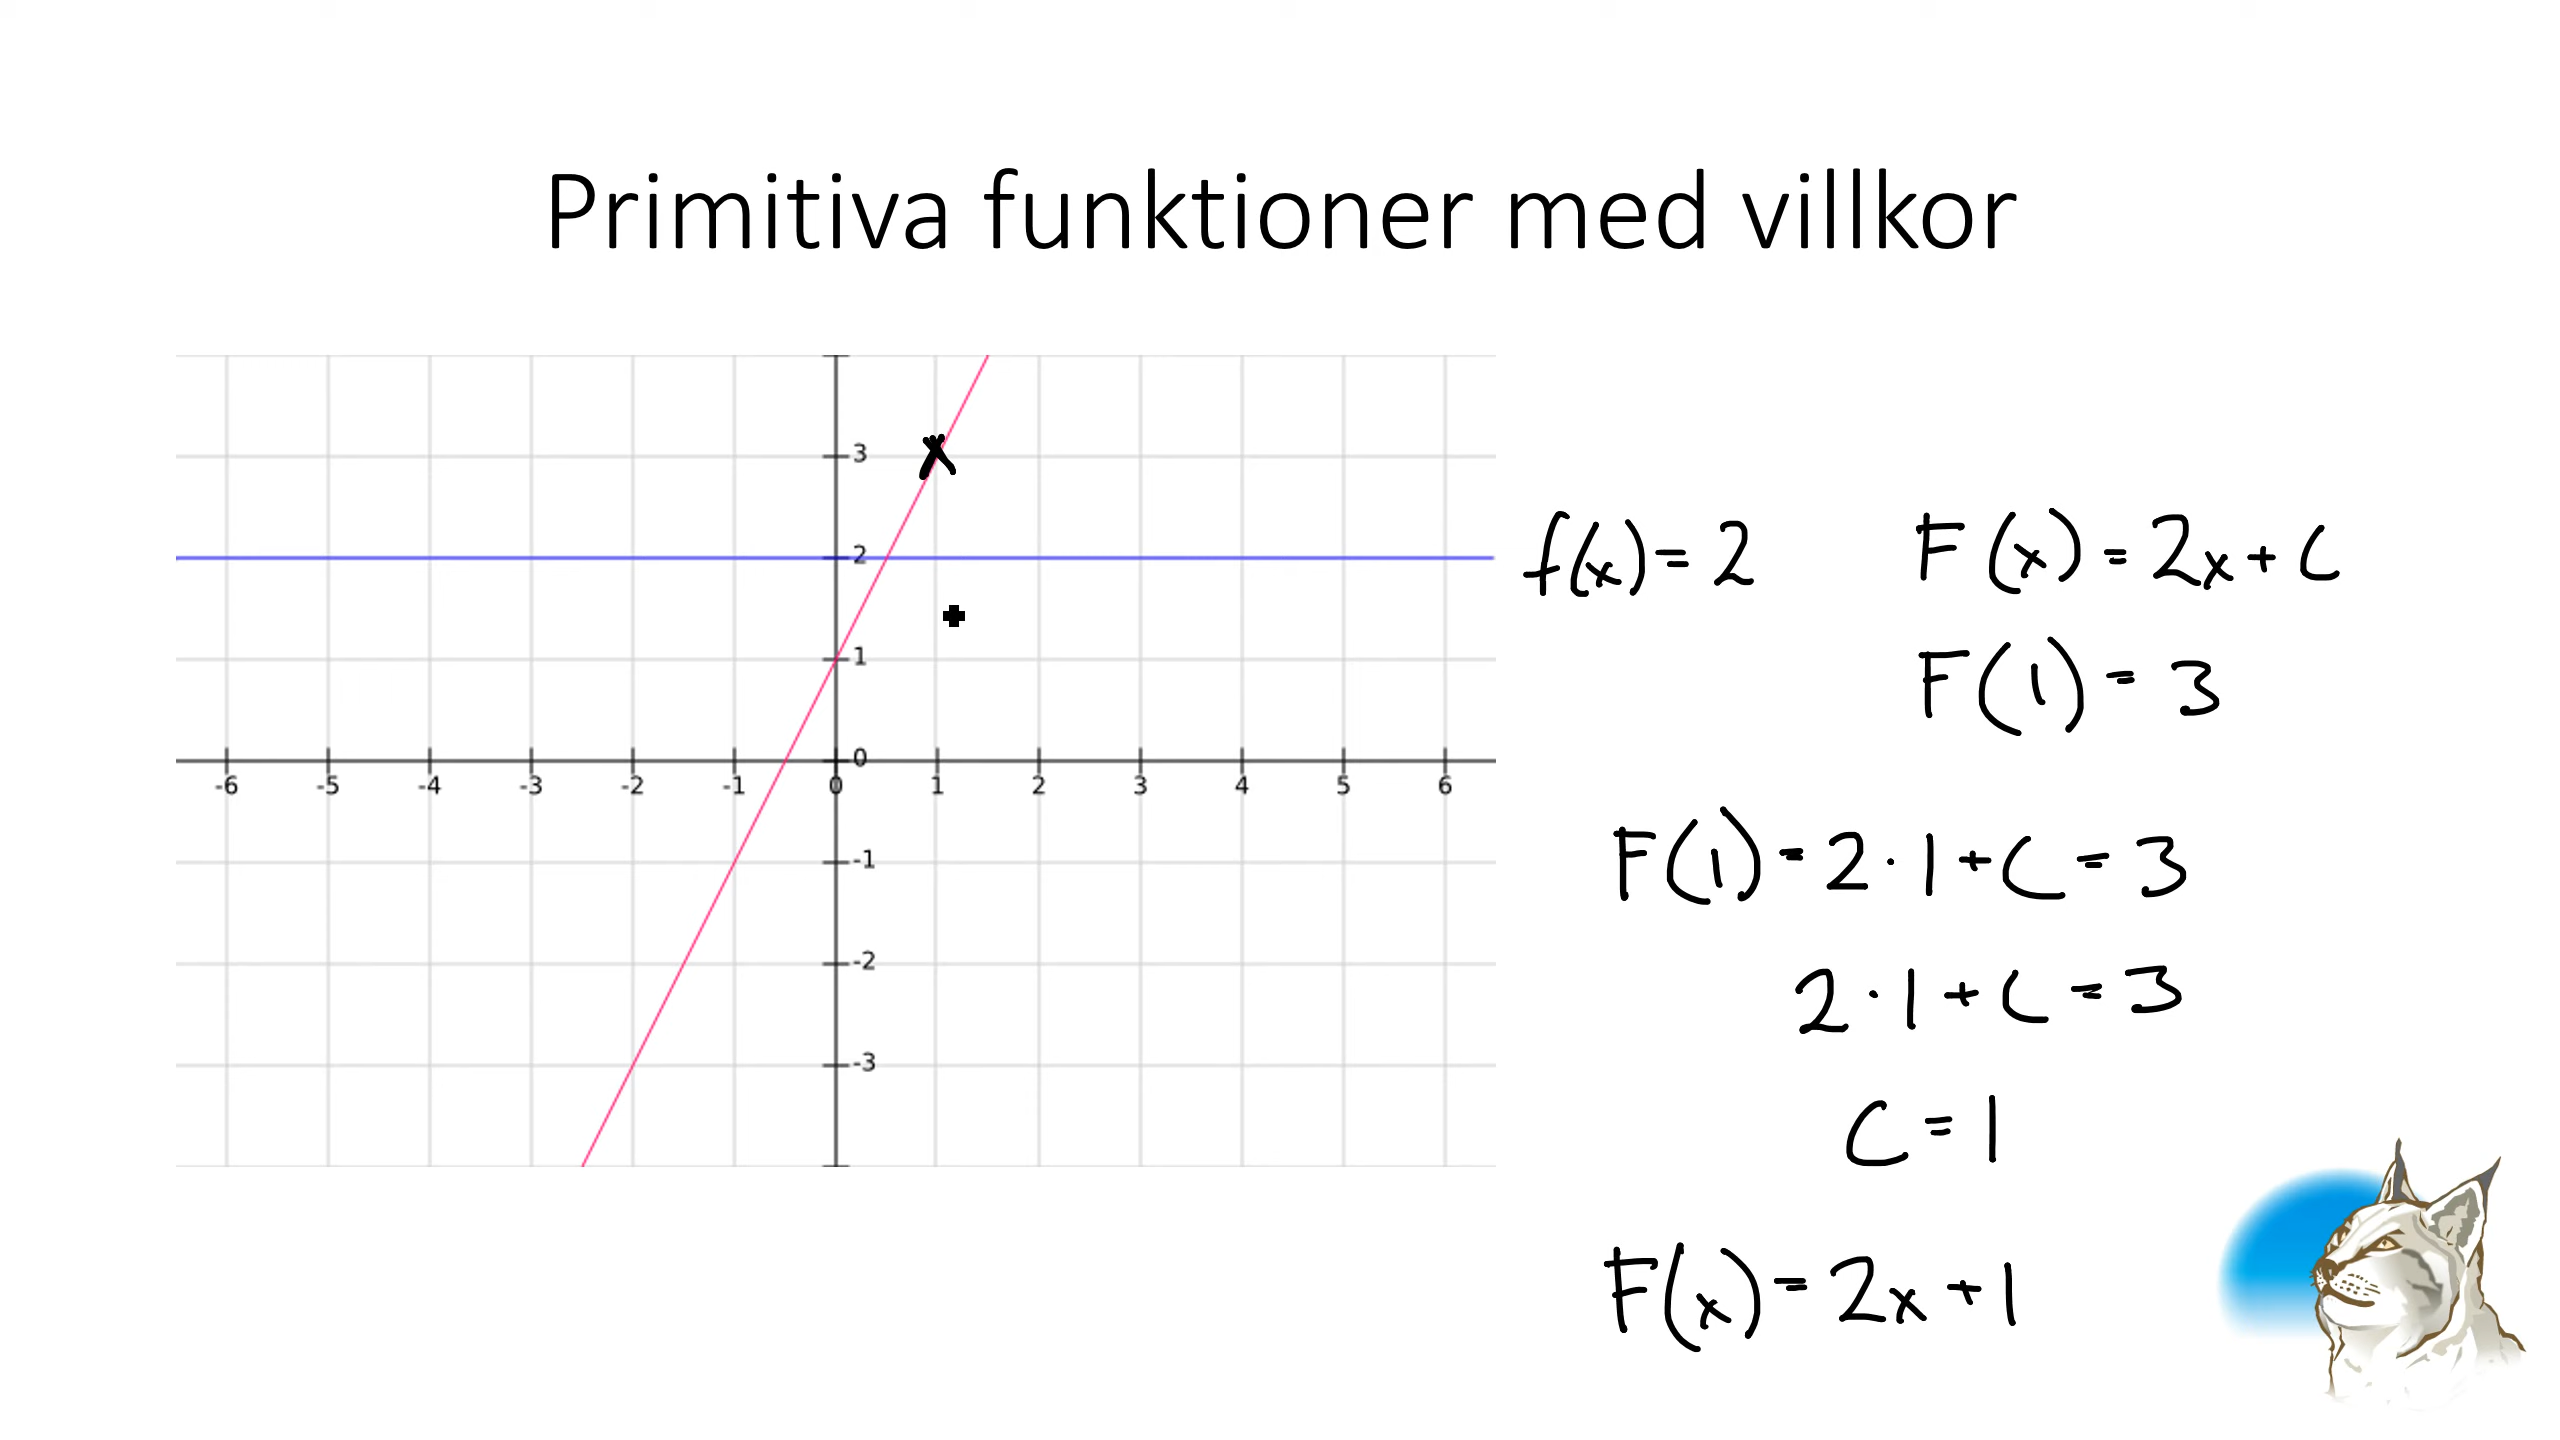 Primitiva funktioner med villkor
3
2
1
0
-6 -5 -4 -3 -2 -1 0 1 2 3 4 5 6
-1
-2
-3
f(x) = 2 F(x) = 2x + C
F(1) = 3
F(1) = 2 · 1 + C = 3
2 · 1 + C = 3
C = 1
F(x) = 2x + 1